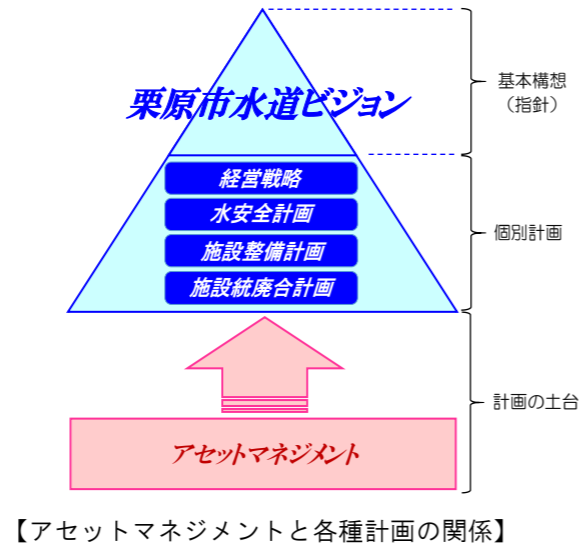 栗原市水道ビジョン
基本構想
（指針）
経営戦略
水安全計画
施設整備計画
施設統廃合計画
個別計画
アセットマネジメント
計画の土台
【アセットマネジメントと各種計画の関係】